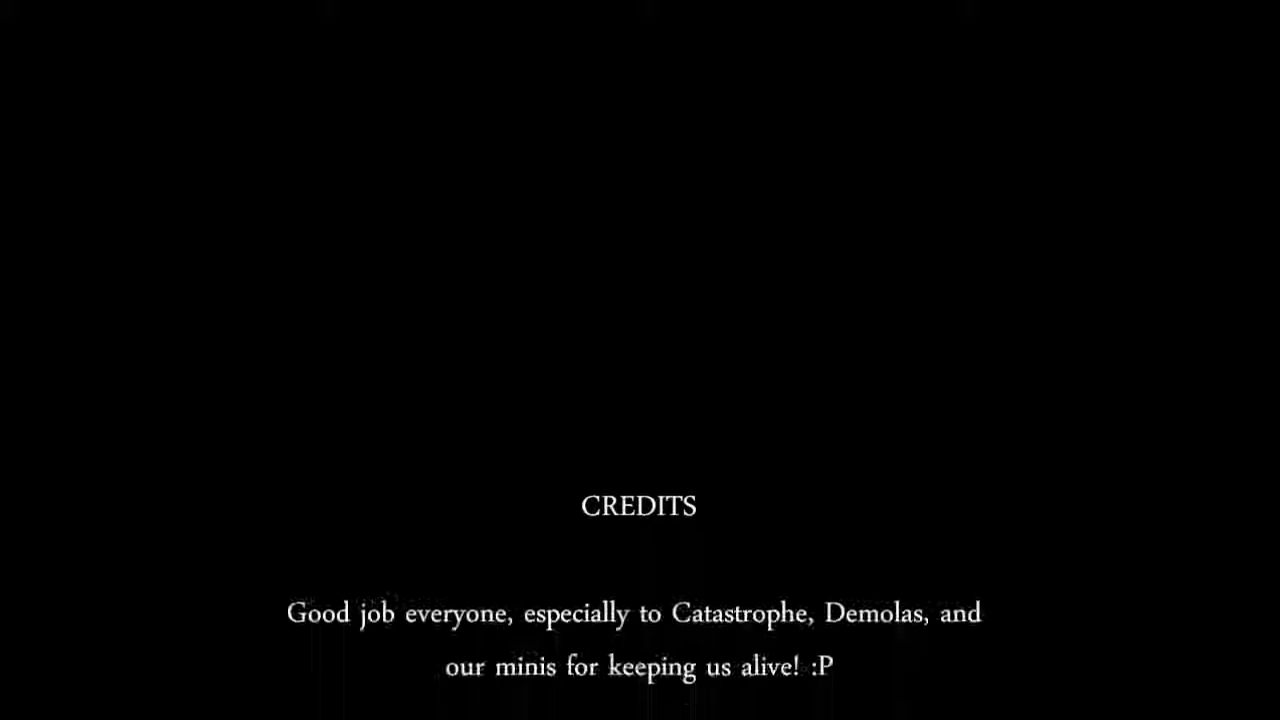 CREDITS
Good job everyone, especially to Catastrophe, Demolas, and
our minis for keeping us alive! :P